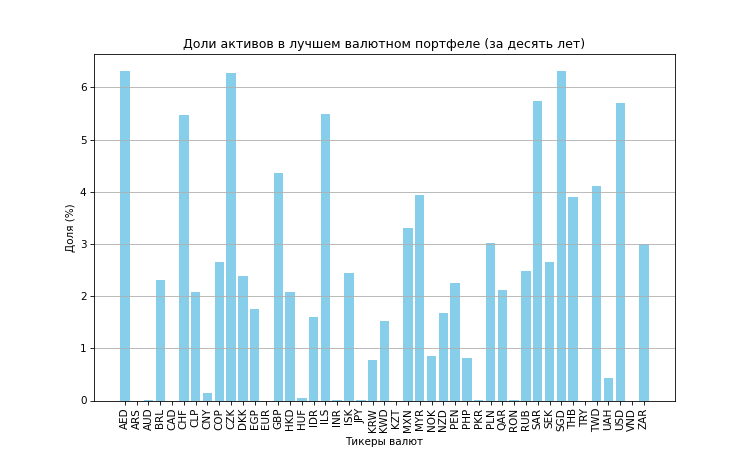 Доли активов в лучшем валютном портфеле (за десять лет)
Доля (%)
6
5
4
3
2
1
0
AED ARS AUD BRL CAD CHF CLP CNY COP CZK DKK EGP EUR GBP HKD HUF IDR ILS INR ISK JPY KRW KWD KZT MXN MYR NOK NZD PEN PHP PKR PLN QAR RON RUB SAR SEK SGD THB TRY TWD UAH USD VND ZAR
Тикеры валют